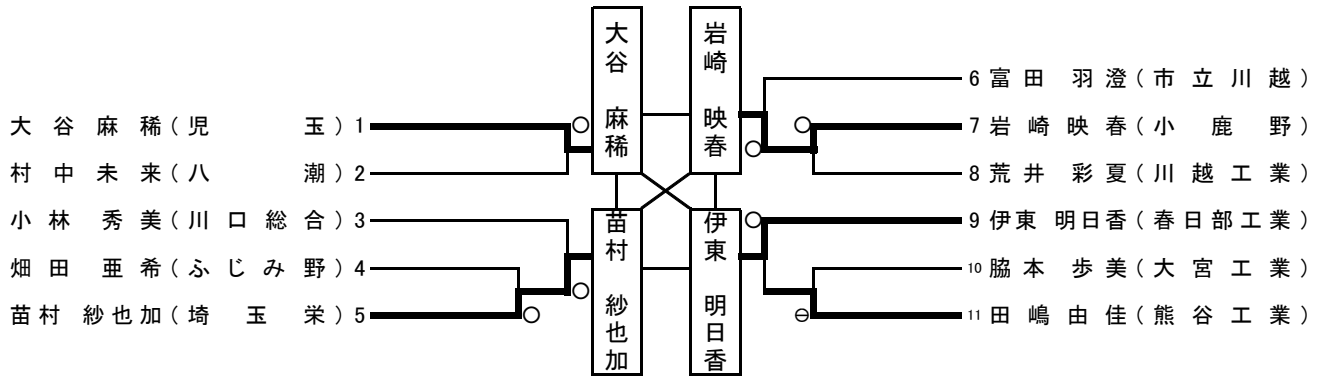 大谷 麻稀
岩崎 映春
大谷麻稀(児玉)1
村中未来(八潮)2
小林 秀美(川口総合)3
畑田 亜希(ふじみ野)4
苗村 紗也加(埼玉栄)5
6 富田 羽澄(市立川越)
7 岩崎映春(小鹿野)
8 荒井 彩夏(川越工業)
9 伊東 明日香(春日部工業)
10 脇本 歩美(大宮工業)
11 田嶋由佳(熊谷工業)
苗村 紗也加
伊東 明日香